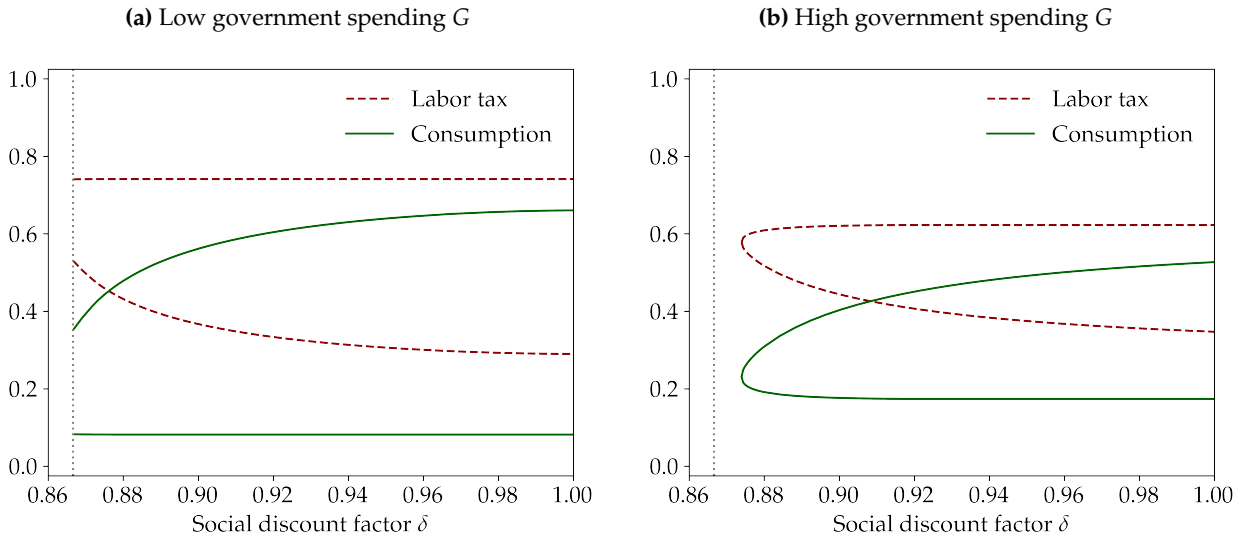 (a) Low government spending G
1.0
0.8
0.6
0.4
0.2
0.0
Labor tax
Consumption
0.86 0.88 0.90 0.92 0.94 0.96 0.98 1.00
Social discount factor δ
(b) High government spending G
1.0
0.8
0.6
0.4
0.2
0.0
Labor tax
Consumption
0.86 0.88 0.90 0.92 0.94 0.96 0.98 1.00
Social discount factor δ